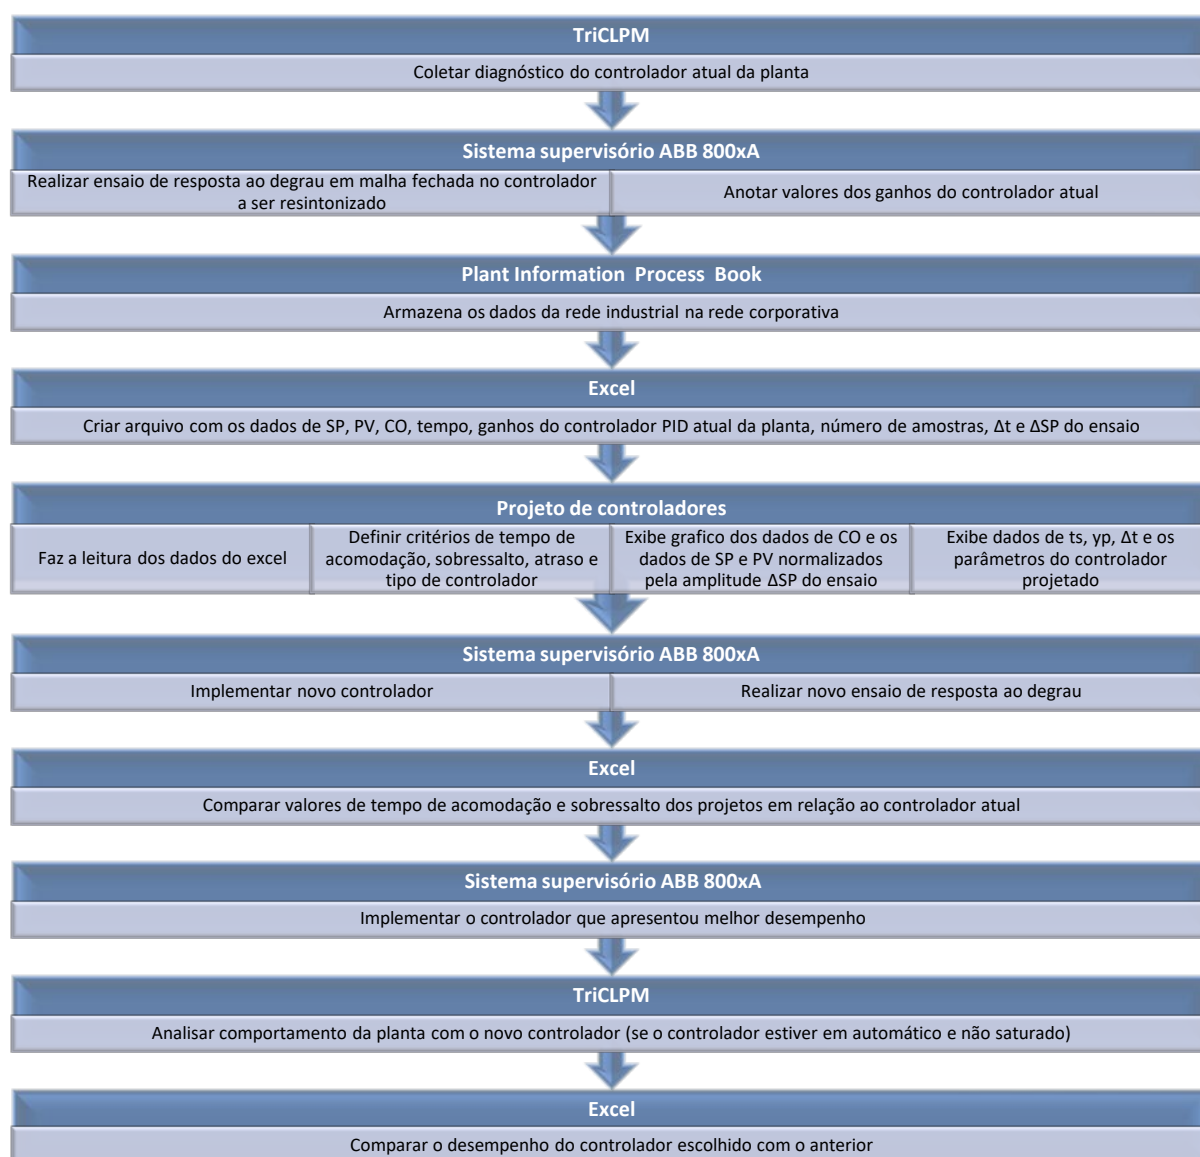 TriCLPM
Coletar diagnóstico do controlador atual da planta
Sistema supervisório ABB 800xA
Realizar ensaio de resposta ao degrau em malha fechada no controlador
a ser resintonizado
Anotar valores dos ganhos do controlador atual
Plant Information Process Book
Armazena os dados da rede industrial na rede corporativa
Excel
Criar arquivo com os dados de SP, PV, CO, tempo, ganhos do controlador PID atual da planta, número de amostras, Δt e ΔSP do ensaio
Projeto de controladores
Faz a leitura dos dados do excel
Definir critérios de tempo de
acomodação, sobressalto, atraso e
tipo de controlador
Exibe grafico dos dados de CO e os
dados de SP e PV normalizados
pela amplitude ΔSP do ensaio
Exibe dados de ts, yp, Δt e os
parâmetros do controlador
projetado
Sistema supervisório ABB 800xA
Implementar novo controlador
Realizar novo ensaio de resposta ao degrau
Excel
Comparar valores de tempo de acomodação e sobressalto dos projetos em relação ao controlador atual
Sistema supervisório ABB 800xA
Implementar o controlador que apresentou melhor desempenho
TriCLPM
Analisar comportamento da planta com o novo controlador (se o controlador estiver em automático e não saturado)
Excel
Comparar o desempenho do controlador escolhido com o anterior